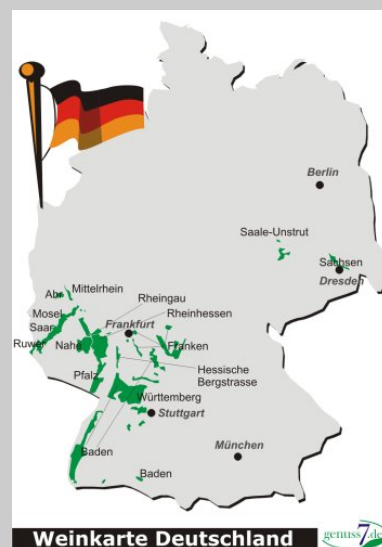 Berlin
Saale-Unstrut
Sachsen
Dresden
Ahr
Mittelrhein
Rheingau
Mosel
Rheinhessen
Saar
Frankfurt
Ruwer
Nahe
Franken
Hessische
Bergstrasse
Pfalz
Württemberg
Stuttgart
Baden
München
Baden
Weinkarte Deutschland
genuss7.de